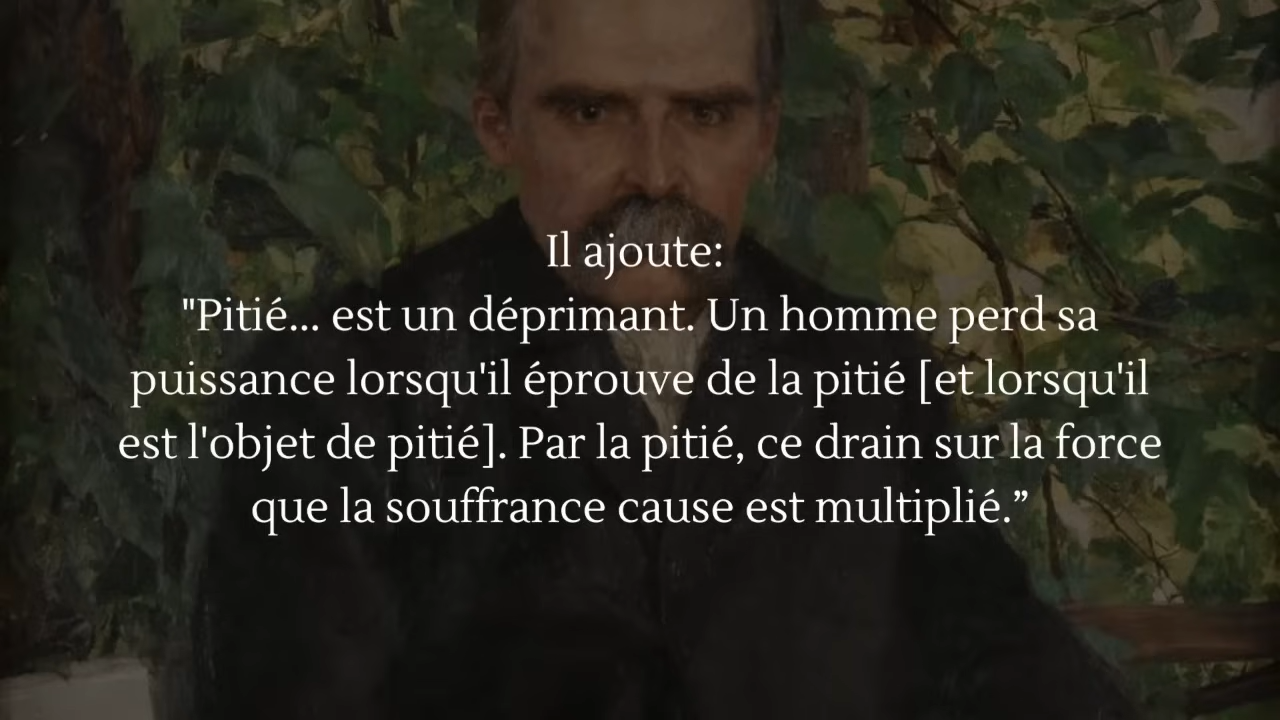 Il ajoute:
"Pitié... est un déprimant. Un homme perd sa
puissance lorsqu'il éprouve de la pitié [et lorsqu'il
est l'objet de pitié]. Par la pitié, ce drain sur la force
que la souffrance cause est multiplié.”